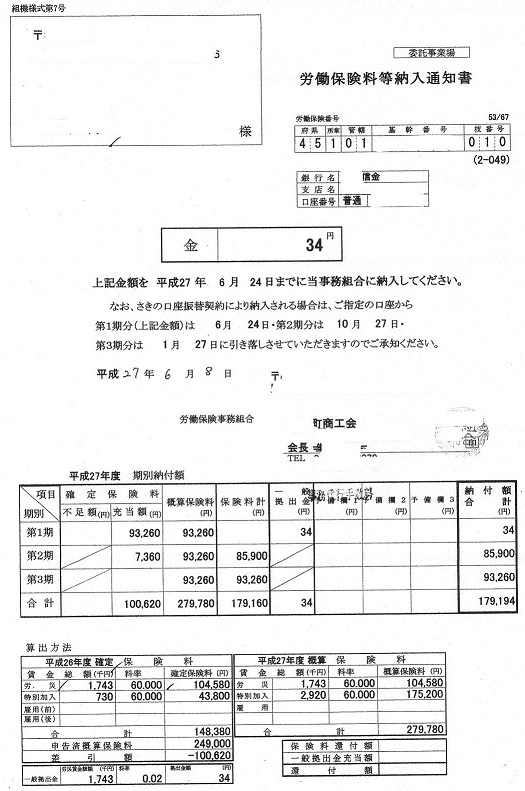 組機様式第7号
〒
様
委託事業場
労働保険料等納入通知書
労働保険番号 53/67
府県 所掌 管轄 基幹番号 枝番号
4 5 1 0 1 0 1 0
(2-049)
銀行名 信金
支店名
口座番号 普通
金 34 円
上記金額を 平成27年 6月 24日までに当事務組合に納入してください。
なお、さきの口座振替契約により納入される場合は、ご指定の口座から
第1期分(上記金額)は 6月 24日・第2期分は 10月 27日・
第3期分は 1月 27日に引き落しさせていただきますのでご承知ください。
平成27年 6月 8日 〒
労働保険事務組合
町商工会
会長
TEL
平成27年度 期別納付額
項目 期別 確定保険料 不足額(円) 充当額(円) 概算保険料(円) 保険料計(円) 一般拠出金(円) 予備欄2(円) 予備欄3(円) 納付額合計(円)
第1期 93,260 93,260 34 34
第2期 7,360 93,260 85,900 85,900
第3期 93,260 93,260 93,260
合計 100,620 279,780 179,160 34 179,194
算出方法
平成26年度 確定 保険料
賃金総額(千円) 料率 確定保険料(円)
労.災 1,743 60.000 104,580
特別加入 730 60.000 43,800
雇用(前)
雇用(後)
合計 148,380
申告済概算保険料 249,000
差引額 -100,620
労災賃金総額(千円) 料率 拠出金額(円)
一般拠出金 1,743 0.02 34
平成27年度 概算 保険料
賃金総額(千円) 料率 概算保険料(円)
労.災 1,743 60.000 104,580
特別加入 2,920 60.000 175,200
雇用
合計 279,780
保険料還付額
一般拠出金充当額
還付額